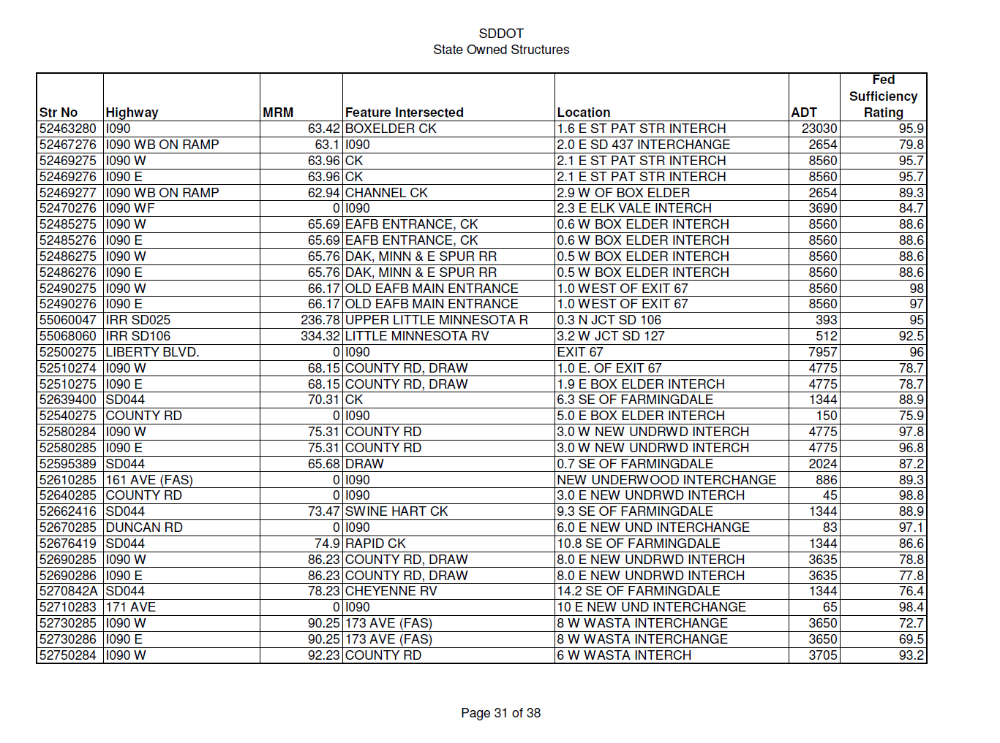 SDDOT
State Owned Structures
Str No Highway MRM Feature Intersected Location ADT Fed Sufficiency Rating
52463280 I090 63.42 BOXELDER CK 1.6 E ST PAT STR INTERCH 23030 95.9
52467276 I090 WB ON RAMP 63.1 I090 2.0 E SD 437 INTERCHANGE 2654 79.8
52469275 I090 W 63.96 CK 2.1 E ST PAT STR INTERCH 8560 95.7
52469276 I090 E 63.96 CK 2.1 E ST PAT STR INTERCH 8560 95.7
52469277 I090 WB ON RAMP 62.94 CHANNEL CK 2.9 W OF BOX ELDER 2654 89.3
52470276 I090 WF 0 I090 2.3 E ELK VALE INTERCH 3690 84.7
52485275 I090 W 65.69 EAFB ENTRANCE, CK 0.6 W BOX ELDER INTERCH 8560 88.6
52485276 I090 E 65.69 EAFB ENTRANCE, CK 0.6 W BOX ELDER INTERCH 8560 88.6
52486275 I090 W 65.76 DAK, MINN & E SPUR RR 0.5 W BOX ELDER INTERCH 8560 88.6
52486276 I090 E 65.76 DAK, MINN & E SPUR RR 0.5 W BOX ELDER INTERCH 8560 88.6
52490275 I090 W 66.17 OLD EAFB MAIN ENTRANCE 1.0 WEST OF EXIT 67 8560 98
52490276 I090 E 66.17 OLD EAFB MAIN ENTRANCE 1.0 WEST OF EXIT 67 8560 97
55060047 IRR SD025 236.78 UPPER LITTLE MINNESOTA R 0.3 N JCT SD 106 393 95
55068060 IRR SD106 334.32 LITTLE MINNESOTA RV 3.2 W JCT SD 127 512 92.5
52500275 LIBERTY BLVD. 0 I090 EXIT 67 7957 96
52510274 I090 W 68.15 COUNTY RD, DRAW 1.0 E. OF EXIT 67 4775 78.7
52510275 I090 E 68.15 COUNTY RD, DRAW 1.9 E BOX ELDER INTERCH 4775 78.7
52639400 SD044 70.31 CK 6.3 SE OF FARMINGDALE 1344 88.9
52540275 COUNTY RD 0 I090 5.0 E BOX ELDER INTERCH 150 75.9
52580284 I090 W 75.31 COUNTY RD 3.0 W NEW UNDRWD INTERCH 4775 97.8
52580285 I090 E 75.31 COUNTY RD 3.0 W NEW UNDRWD INTERCH 4775 96.8
52595389 SD044 65.68 DRAW 0.7 SE OF FARMINGDALE 2024 87.2
52610285 161 AVE (FAS) 0 I090 NEW UNDERWOOD INTERCHANGE 886 89.3
52640285 COUNTY RD 0 I090 3.0 E NEW UNDRWD INTERCH 45 98.8
52662416 SD044 73.47 SWINE HART CK 9.3 SE OF FARMINGDALE 1344 88.9
52670285 DUNCAN RD 0 I090 6.0 E NEW UND INTERCHANGE 83 97.1
52676419 SD044 74.9 RAPID CK 10.8 SE OF FARMINGDALE 1344 86.6
52690285 I090 W 86.23 COUNTY RD, DRAW 8.0 E NEW UNDRWD INTERCH 3635 78.8
52690286 I090 E 86.23 COUNTY RD, DRAW 8.0 E NEW UNDRWD INTERCH 3635 77.8
5270842A SD044 78.23 CHEYENNE RV 14.2 SE OF FARMINGDALE 1344 76.4
52710283 171 AVE 0 I090 10 E NEW UND INTERCHANGE 65 98.4
52730285 I090 W 90.25 173 AVE (FAS) 8 W WASTA INTERCHANGE 3650 72.7
52730286 I090 E 90.25 173 AVE (FAS) 8 W WASTA INTERCHANGE 3650 69.5
52750284 I090 W 92.23 COUNTY RD 6 W WASTA INTERCH 3705 93.2
Page 31 of 38